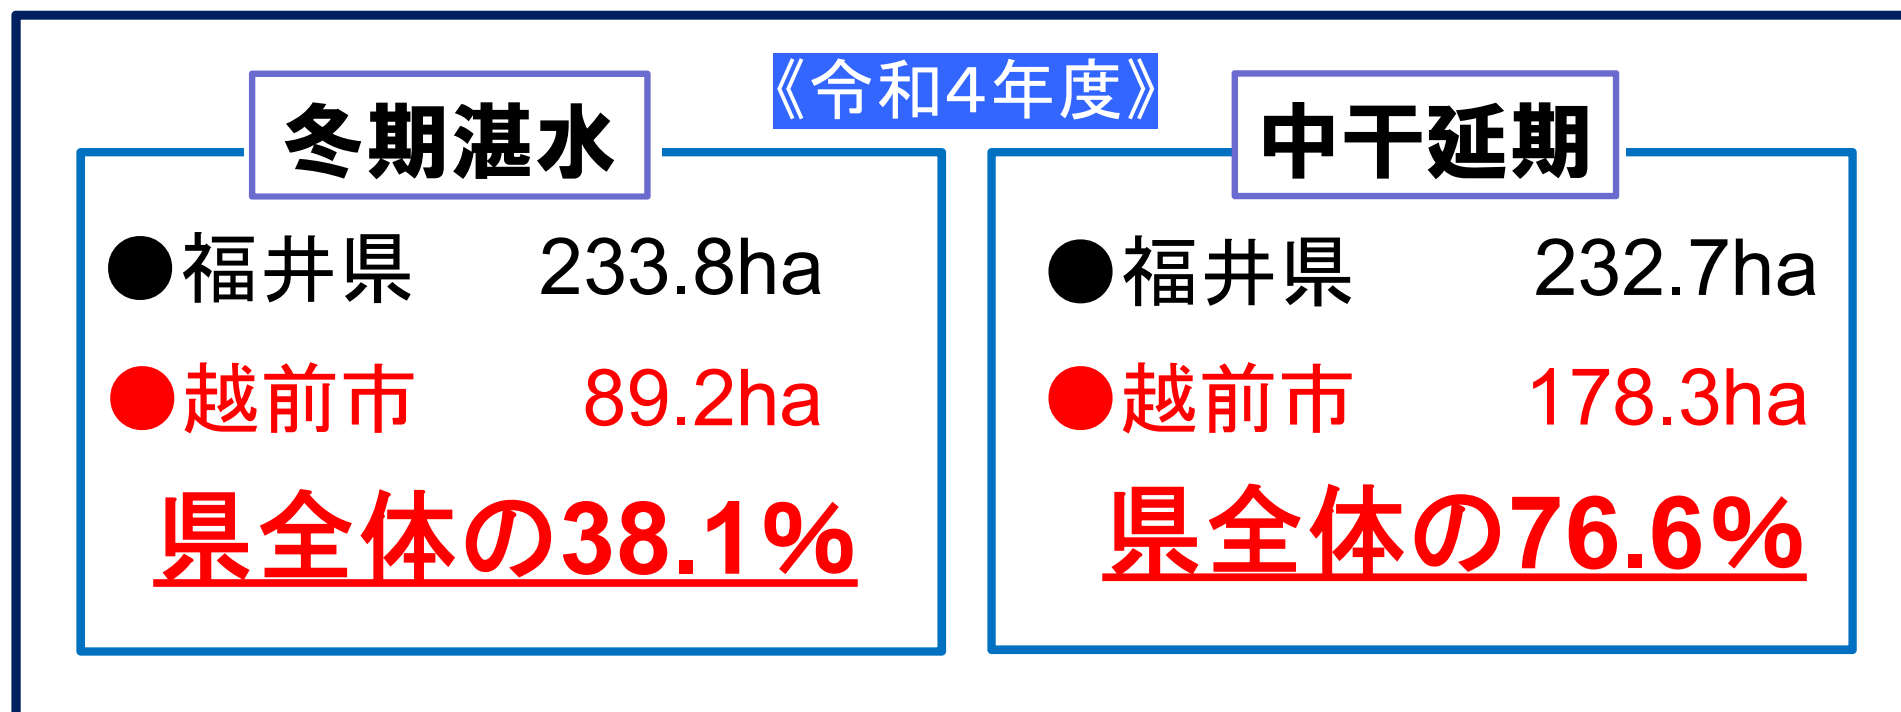 《令和4年度》
冬期湛水
●福井県 233.8ha
●越前市 89.2ha
県全体の38.1%
中干延期
●福井県 232.7ha
●越前市 178.3ha
県全体の76.6%